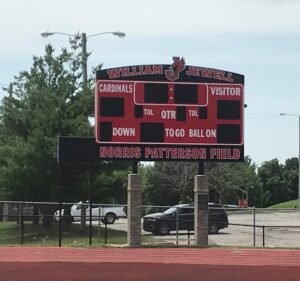 WILLIAM J JEWELL
CARDINALS VISITOR
TOL QTR TOL
DOWN TO GO BALL ON
NORRIS PATTERSON FIELD